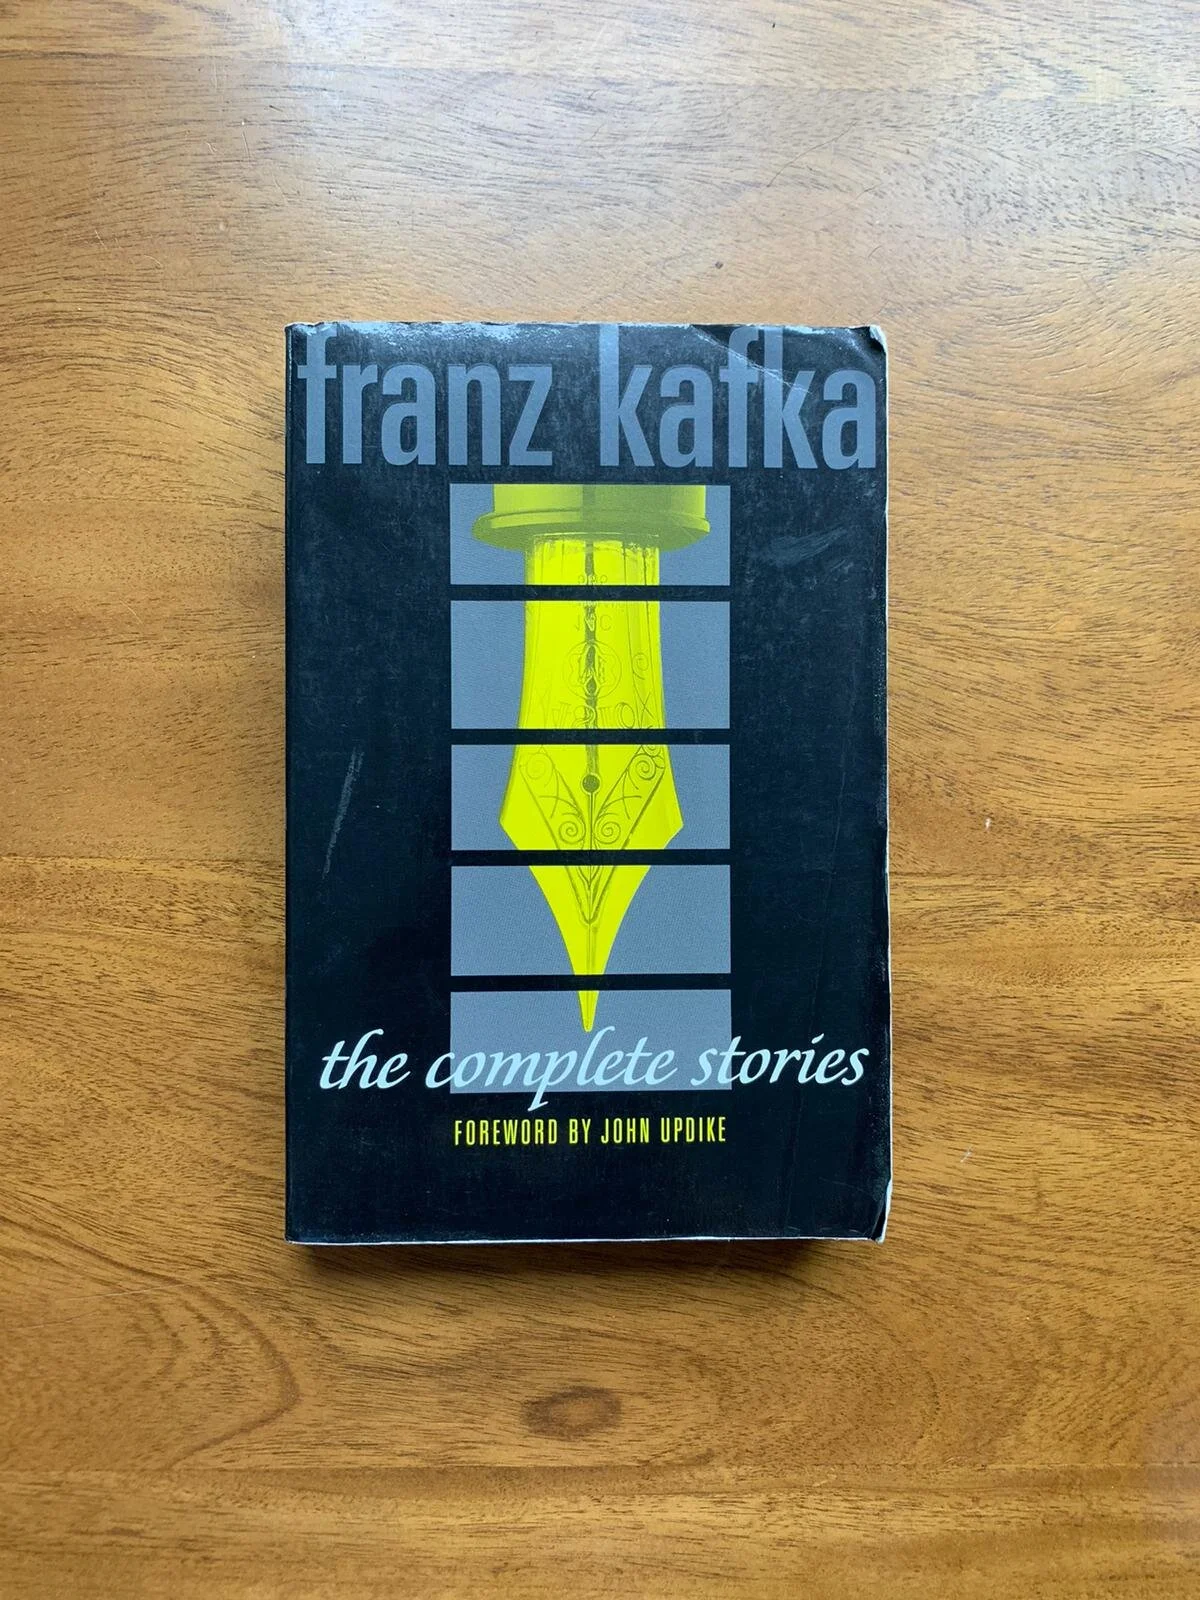 franz kafka
the complete stories
FOREWORD BY JOHN UPDIKE